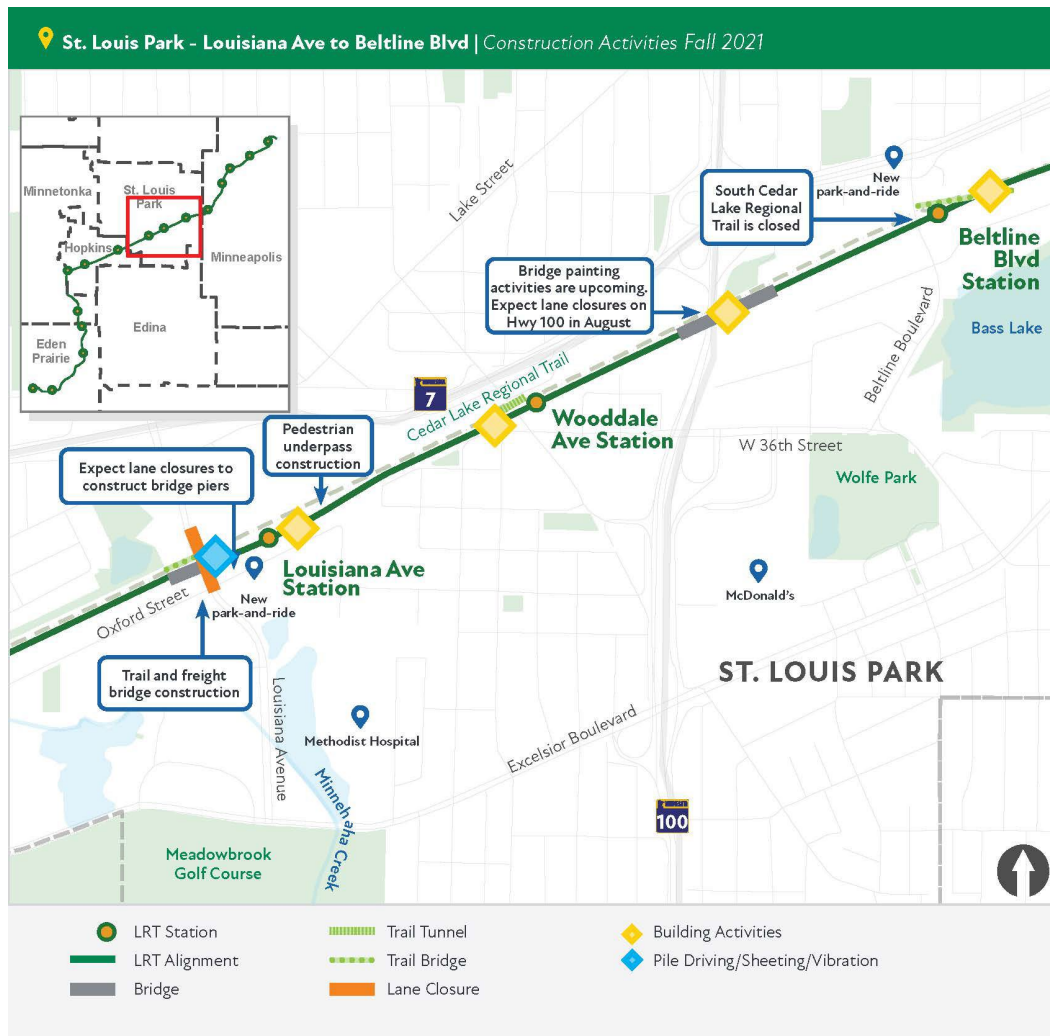 St. Louis Park - Louisiana Ave to Beltline Blvd | Construction Activities Fall 2021
Minnetonka
St. Louis
Park
Hopkins
Minneapolis
Edina
Eden
Prairie
Lake Street
New
park-and-ride
South Cedar
Lake Regional
Trail is closed
Beltline
Blvd
Station
Bridge painting
activities are upcoming.
Expect lane closures on
Hwy 100 in August
Bass Lake
Beltline Boulevard
7
Cedar Lake Regional Trail
Wooddale
Ave Station
Pedestrian
underpass
construction
W 36th Street
Expect lane closures to
construct bridge piers
Wolfe Park
Louisiana Ave
Station
New
park-and-ride
McDonald's
Oxford Street
Trail and freight
bridge construction
ST. LOUIS PARK
Louisiana Avenue
Methodist Hospital
Excelsior Boulevard
Minnehaha Creek
100
Meadowbrook
Golf Course
LRT Station
LRT Alignment
Bridge
Trail Tunnel
Trail Bridge
Lane Closure
Building Activities
Pile Driving/Sheeting/Vibration